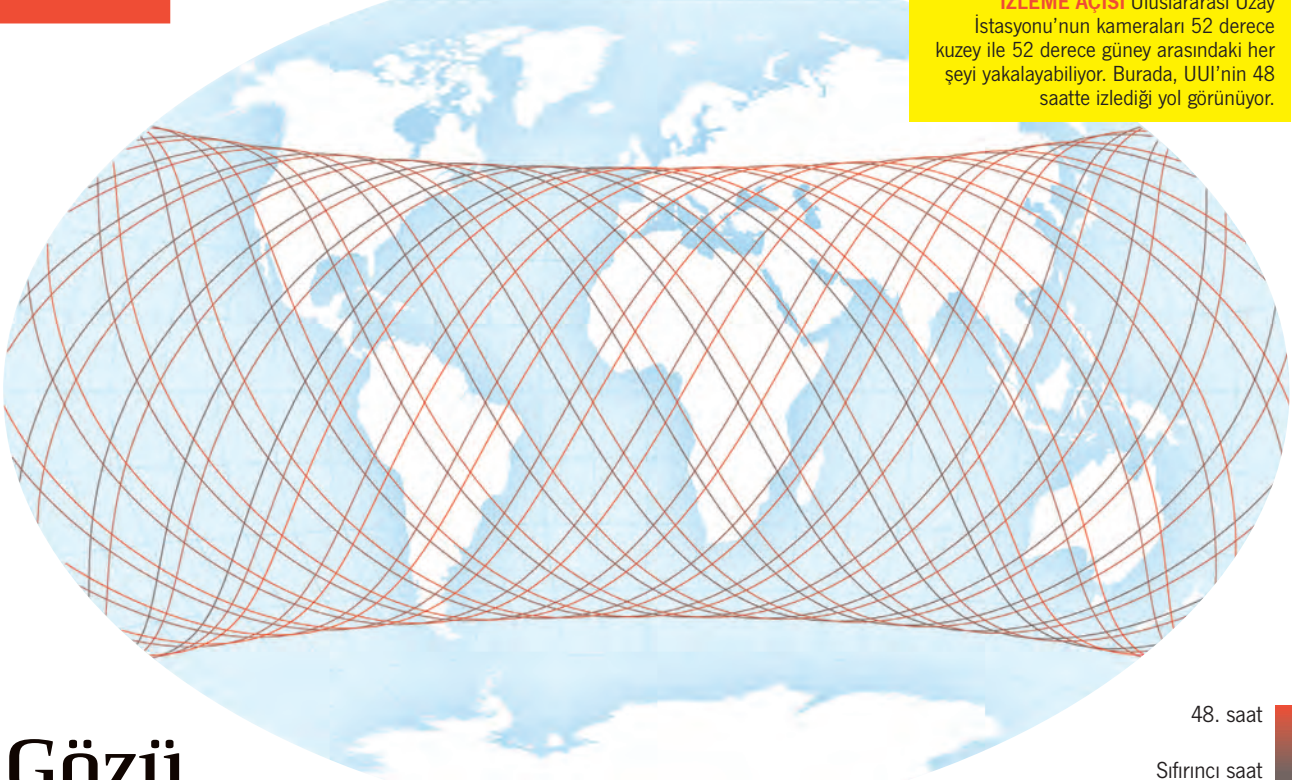 İZLEME AÇISI Uluslararası Uzay
İstasyonu’nun kameraları 52 derece
kuzey ile 52 derece güney arasındaki her
şeyi yakalayabiliyor. Burada, UUI’nin 48
saatte izlediği yol görünüyor.
48. saat
Sıfırıncı saat
Gözü